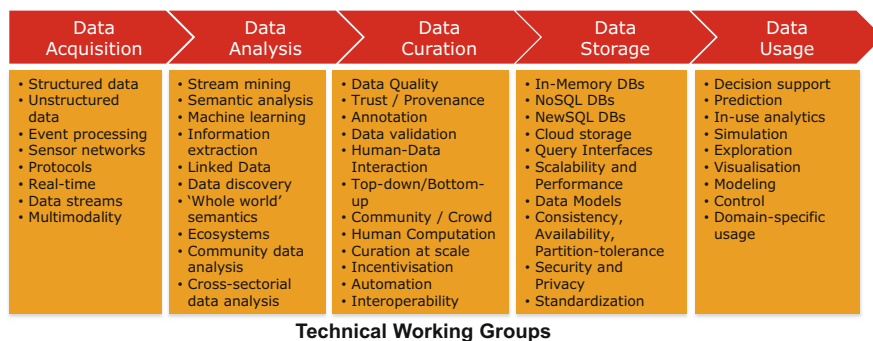 Data
Acquisition
Data
Analysis
Data
Curation
Data
Storage
Data
Usage
• Structured data
• Unstructured
data
• Event processing
• Sensor networks
• Protocols
• Real-time
• Data streams
• Multimodality
• Stream mining
• Semantic analysis
• Machine learning
• Information
extraction
• Linked Data
• Data discovery
• ‘Whole world’
semantics
• Ecosystems
• Community data
analysis
• Cross-sectorial
data analysis
• Data Quality
• Trust / Provenance
• Annotation
• Data validation
• Human-Data
Interaction
• Top-down/Bottom-
up
• Community / Crowd
• Human Computation
• Curation at scale
• Incentivisation
• Automation
• Interoperability
• In-Memory DBs
• NoSQL DBs
• NewSQL DBs
• Cloud storage
• Query Interfaces
• Scalability and
Performance
• Data Models
• Consistency,
Availability,
Partition-tolerance
• Security and
Privacy
• Standardization
• Decision support
• Prediction
• In-use analytics
• Simulation
• Exploration
• Visualisation
• Modeling
• Control
• Domain-specific
usage
Technical Working Groups